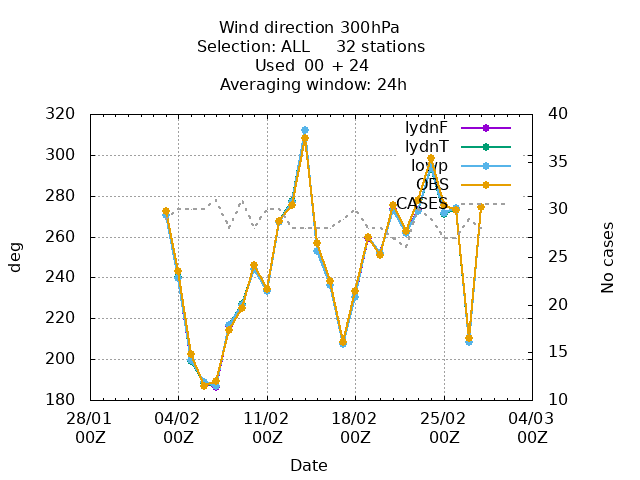 Wind direction 300hPa
Selection: ALL 32 stations
Used 00 + 24
Averaging window: 24h
320
300
280
260
240
220
200
180
deg
40
35
30
25
20
15
10
No cases
lydnF
lydnT
lowp
OBS
CASES
28/01 04/02 11/02 18/02 25/02 04/03
00Z 00Z 00Z 00Z 00Z 00Z
Date